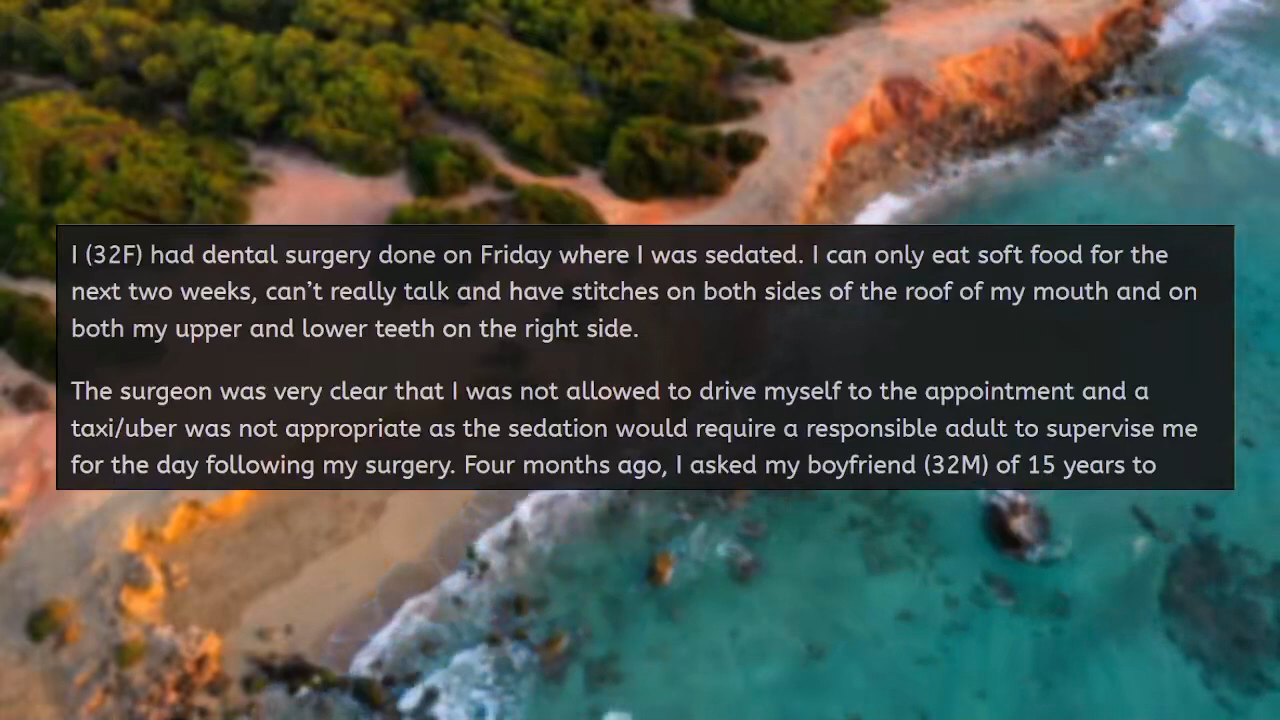 I (32F) had dental surgery done on Friday where I was sedated. I can only eat soft food for the
next two weeks, can’t really talk and have stitches on both sides of the roof of my mouth and on
both my upper and lower teeth on the right side.
The surgeon was very clear that I was not allowed to drive myself to the appointment and a
taxi/uber was not appropriate as the sedation would require a responsible adult to supervise me
for the day following my surgery. Four months ago, I asked my boyfriend (32M) of 15 years to